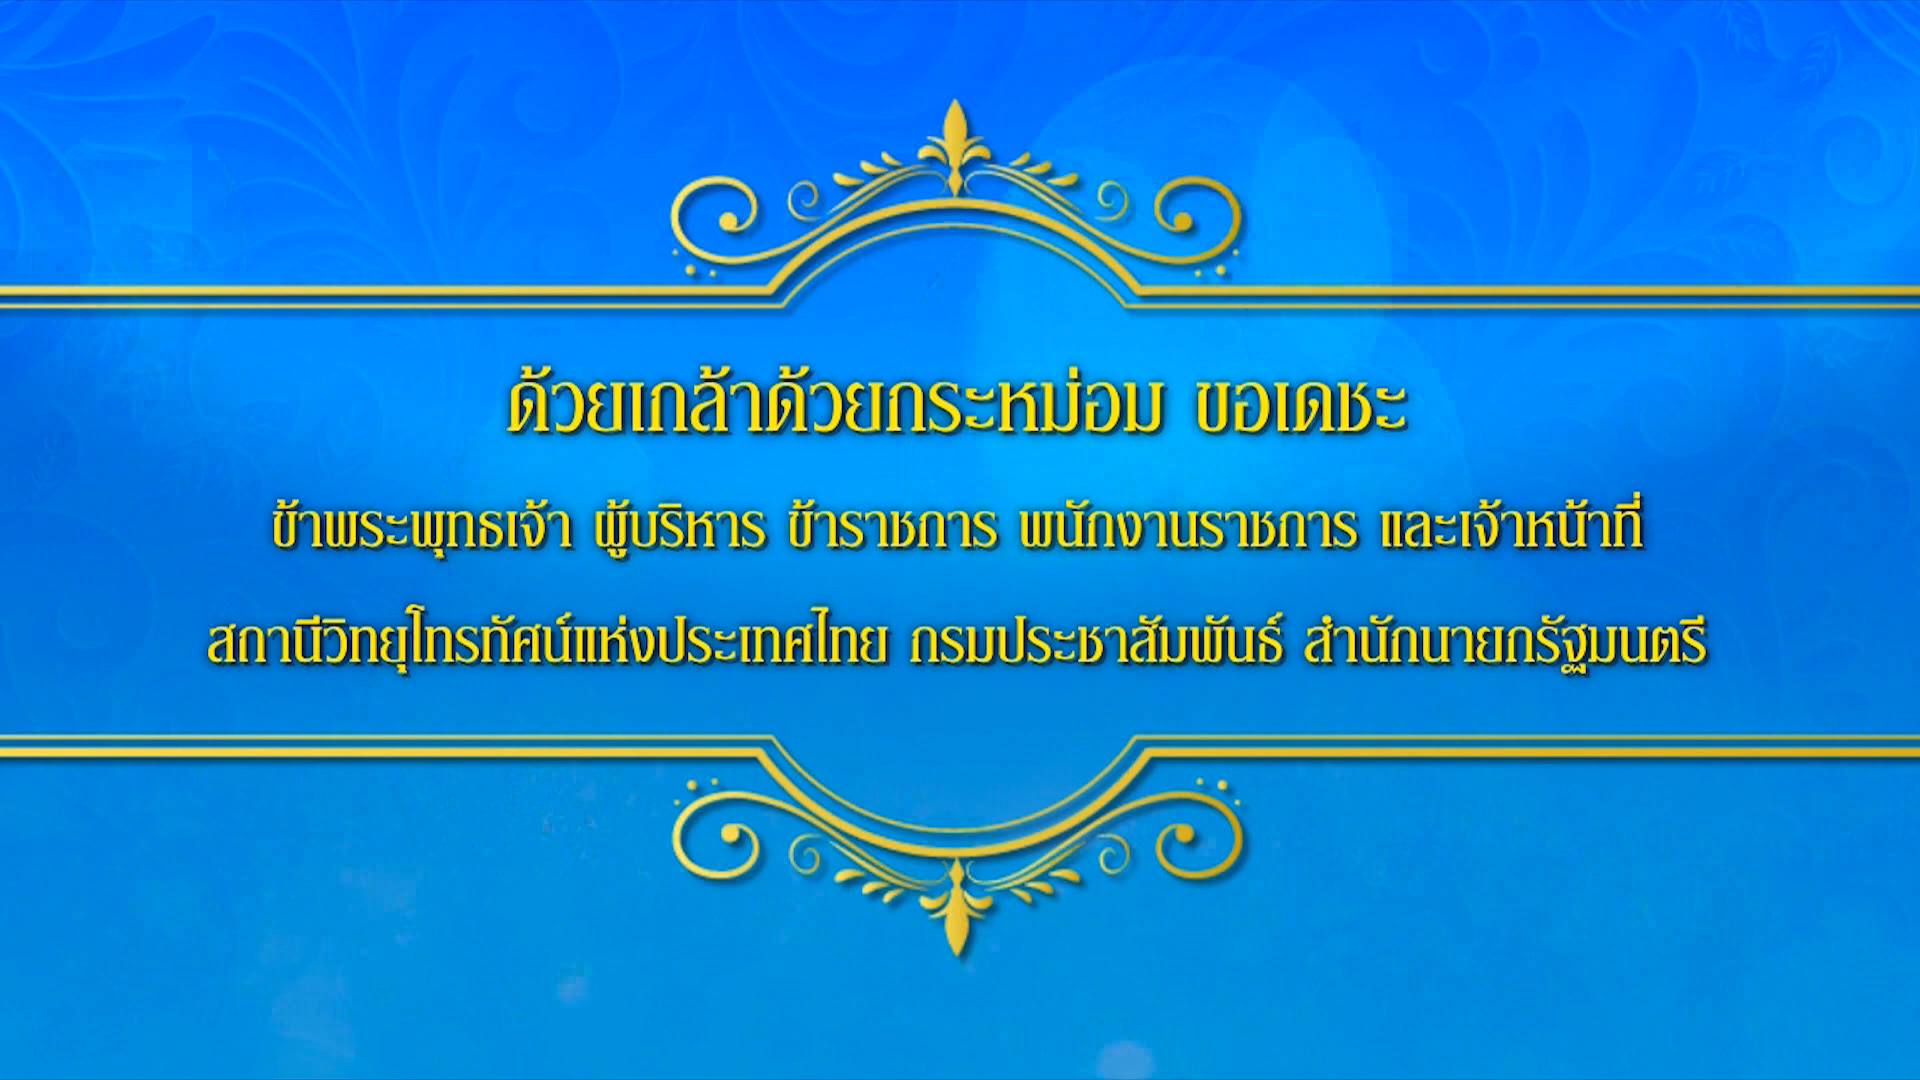 ด้วยเกล้าด้วยกระหม่อม ขอเดชะ
ข้าพระพุทธเจ้า ผู้บริหาร ข้าราชการ พนักงานราชการ และเจ้าหน้าที่
สถานีวิทยุโทรทัศน์แห่งประเทศไทย กรมประชาสัมพันธ์ สำนักนายกรัฐมนตรี